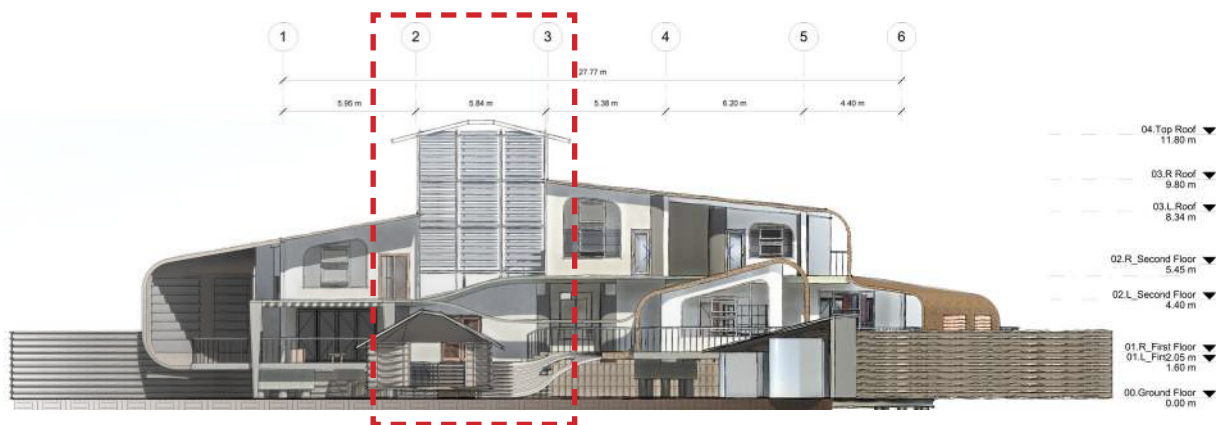 1
2
3
4
5
6
27.77 m
5.95 m
5.84 m
5.38 m
6.20 m
4.40 m
04.Top Roof
11.80 m
03.R Roof
9.80 m
03.L.Roof
8.34 m
02.R_Second Floor
5.45 m
02.L_Second Floor
4.40 m
01.R_First Floor
01.L_Firs2.05 m
1.60 m
00.Ground Floor
0.00 m